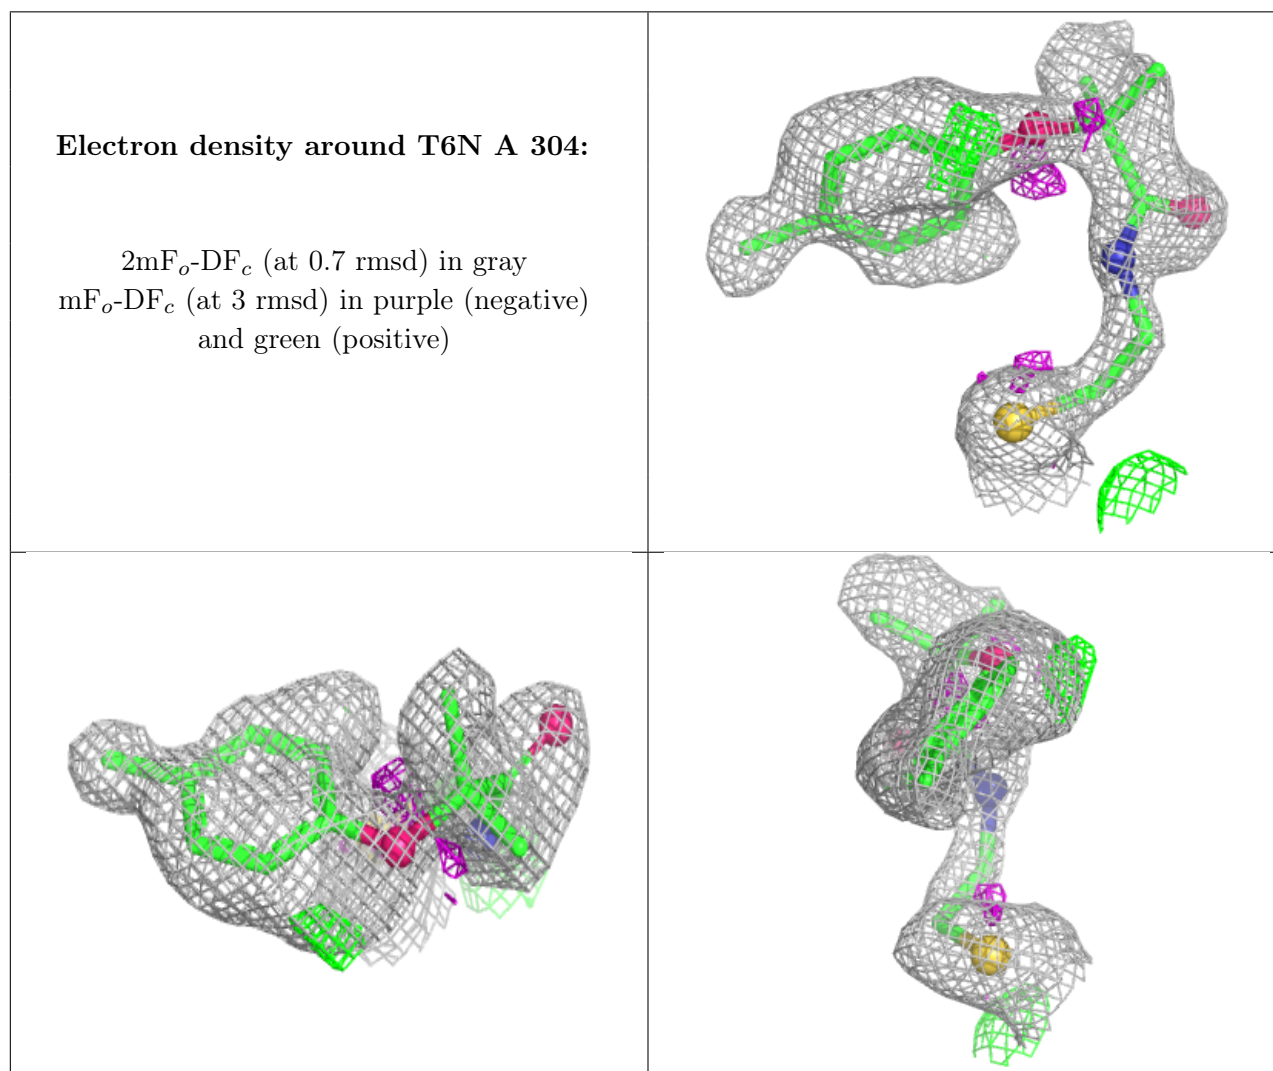 Electron density around T6N A 304:
2mFo-DFc (at 0.7 rmsd) in gray
mFo-DFc (at 3 rmsd) in purple (negative)
and green (positive)